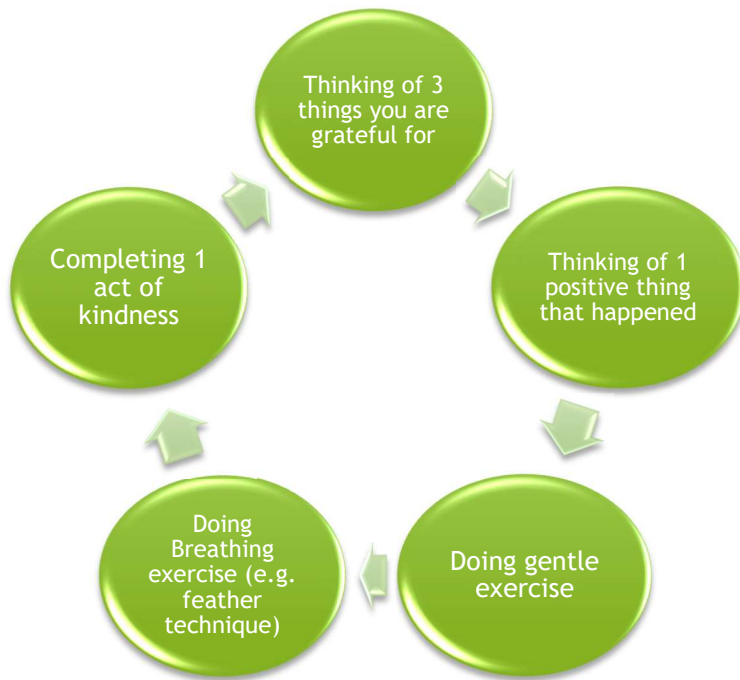 Thinking of 3
things you are
grateful for
Thinking of 1
positive thing
that happened
Doing gentle
exercise
Doing
Breathing
exercise (e.g.
feather
technique)
Completing 1
act of
kindness